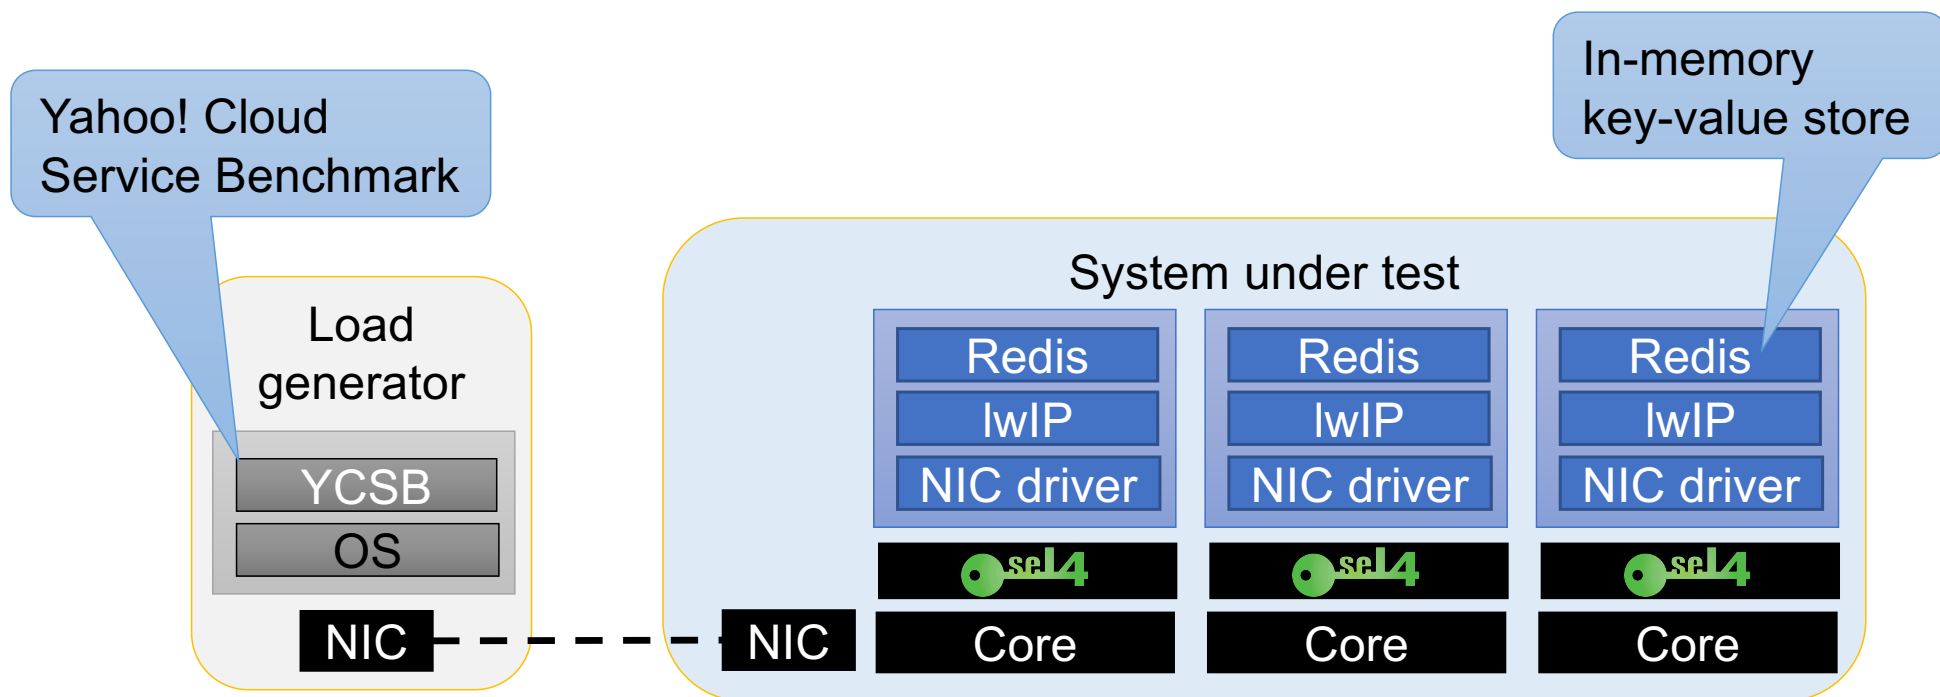 In-memory
key-value store
Yahoo! Cloud
Service Benchmark
System under test
Load
generator
Redis
Redis
Redis
lwIP
lwIP
lwIP
YCSB
NIC driver
NIC driver
NIC driver
OS
seL4
seL4
seL4
NIC
NIC
Core
Core
Core